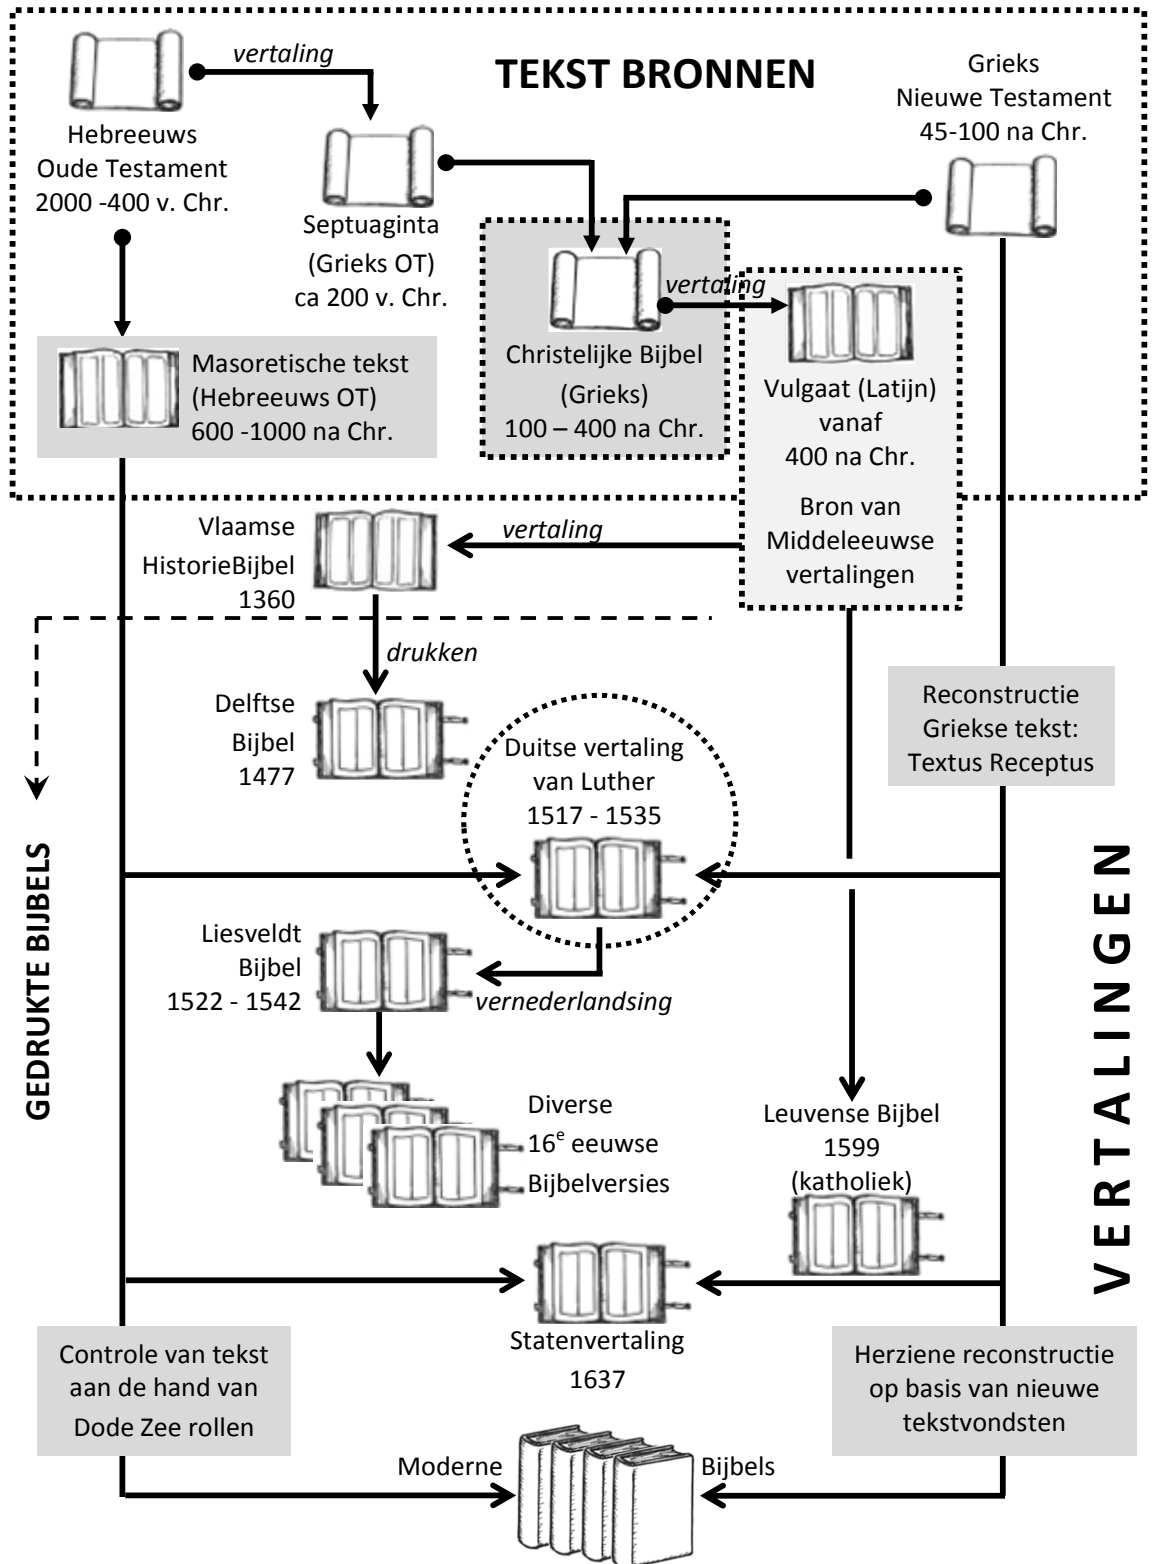 vertaling
TEKST BRONNEN
Grieks
Nieuwe Testament
45-100 na Chr.
Hebreeuws
Oude Testament
2000 -400 v. Chr.
Septuaginta
(Grieks OT)
ca 200 v. Chr.
vertaling
Masoretische tekst
(Hebreeuws OT)
600 -1000 na Chr.
Christelijke Bijbel
(Grieks)
100 – 400 na Chr.
Vulgaat (Latijn)
vanaf
400 na Chr.
Bron van
Middeleeuwse
vertalingen
Vlaamse
HistorieBijbel
1360
vertaling
drukken
Delftse
Bijbel
1477
Duitse vertaling
van Luther
1517 - 1535
Reconstructie
Griekse tekst:
Textus Receptus
GEDRUKTE BIJBELS
VERTALINGEN
Liesveldt
Bijbel
1522 - 1542
vernederlandsing
Diverse
16e eeuwse
Bijbelversies
Leuvense Bijbel
1599
(katholiek)
Statenvertaling
1637
Controle van tekst
aan de hand van
Dode Zee rollen
Herziene reconstructie
op basis van nieuwe
tekstvondsten
Moderne
Bijbels